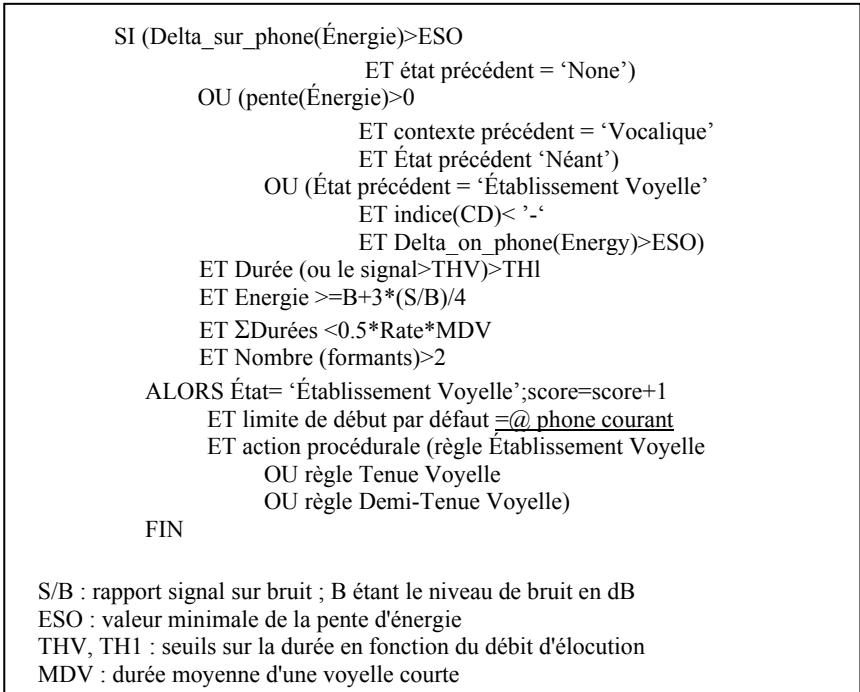 SI (Delta_sur_phone(Énergie)>ESO
ET état précédent = ‘None’)
OU (pente(Énergie)>0
ET contexte précédent = ‘Vocalique’
ET État précédent ‘Néant’)
OU (État précédent = ‘Établissement Voyelle’
ET indice(CD)< ’-‘
ET Delta_on_phone(Energy)>ESO)
ET Durée (ou le signal>THV)>THl
ET Energie >=B+3*(S/B)/4
ET ΣDurées <0.5*Rate*MDV
ET Nombre (formants)>2
ALORS État= ‘Établissement Voyelle’;score=score+1
ET limite de début par défaut =@ phone courant
ET action procédurale (règle Établissement Voyelle
OU règle Tenue Voyelle
OU règle Demi-Tenue Voyelle)
FIN
S/B : rapport signal sur bruit ; B étant le niveau de bruit en dB
ESO : valeur minimale de la pente d'énergie
THV, TH1 : seuils sur la durée en fonction du débit d'élocution
MDV : durée moyenne d'une voyelle courte